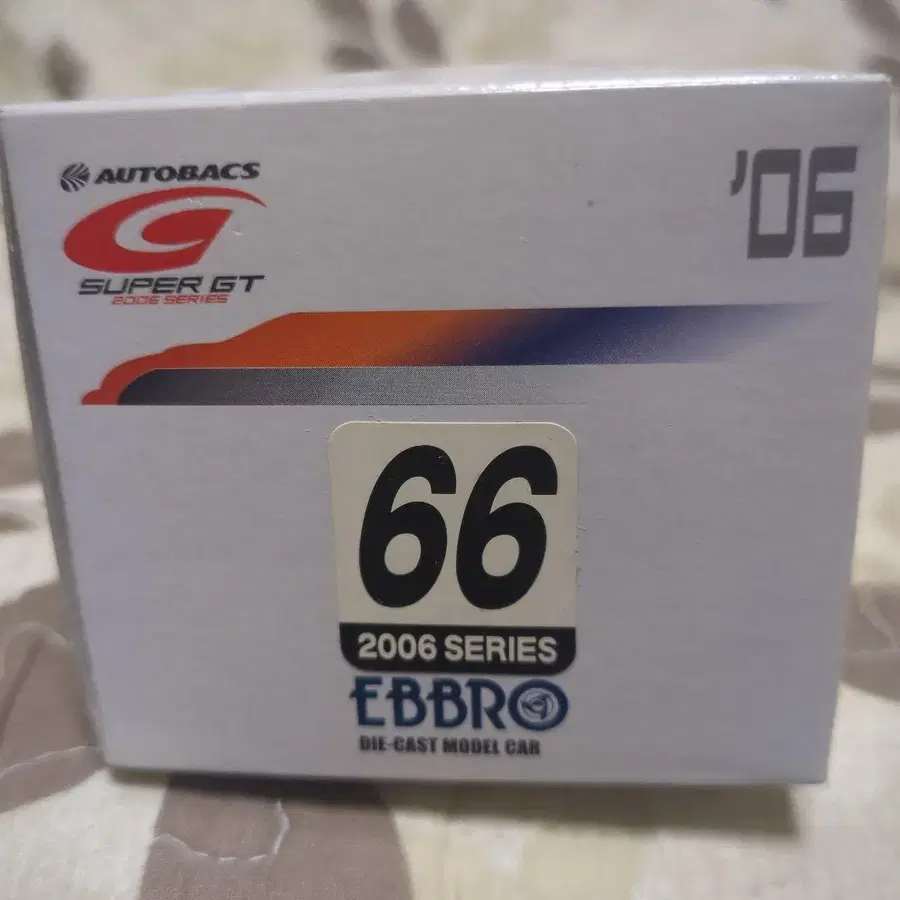 AUTOBACS
'06
SUPER GT
2006 SERIES
66
2006 SERIES
EBBRO
DIE-CAST MODEL CAR